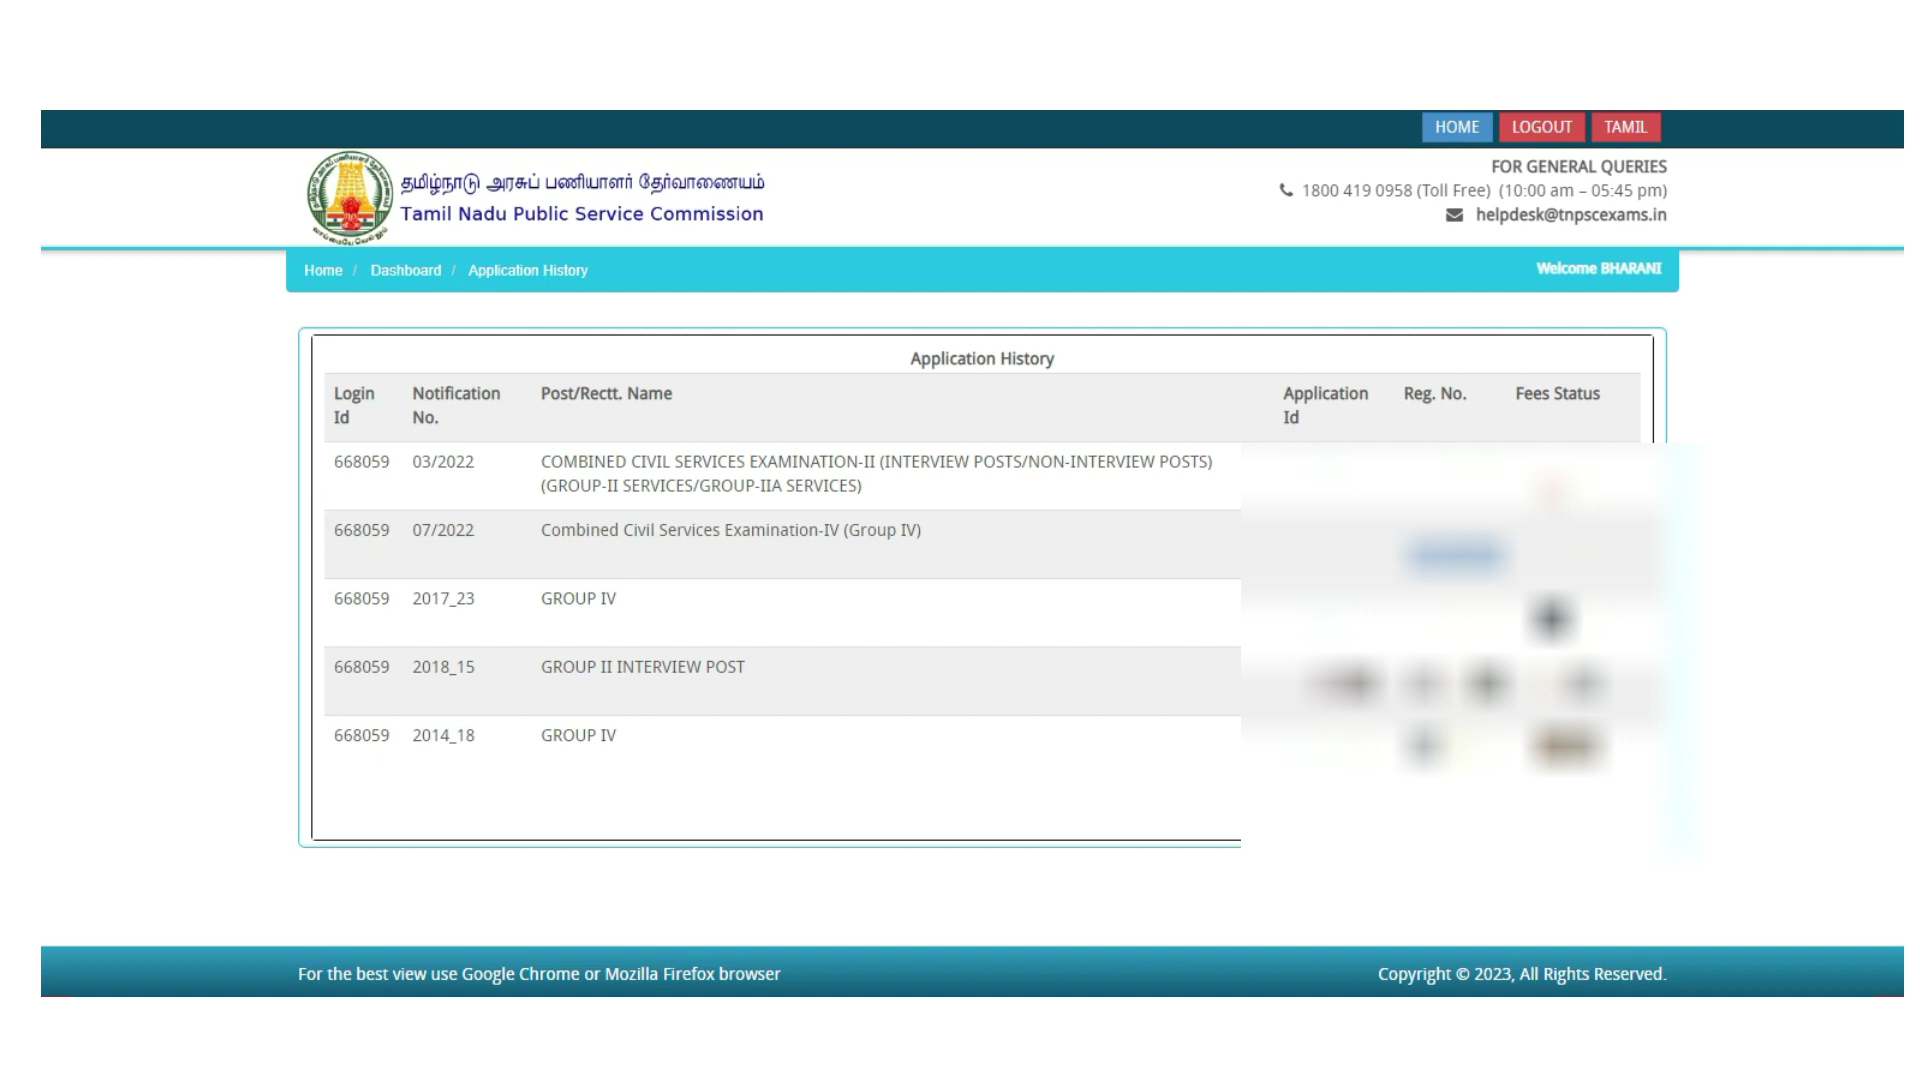 HOME LOGOUT TAMIL
தமிழ்நாடு அரசுப் பணியாளர் தேர்வாணையம்
Tamil Nadu Public Service Commission
FOR GENERAL QUERIES
1800 419 0958 (Toll Free) (10:00 am – 05:45 pm)
helpdesk@tnpscexams.in
Home / Dashboard / Application History
Welcome BHARANI
Application History
Login Id
Notification No.
Post/Rectt. Name
Application Id
Reg. No.
Fees Status
668059 03/2022 COMBINED CIVIL SERVICES EXAMINATION-II (INTERVIEW POSTS/NON-INTERVIEW POSTS)
(GROUP-II SERVICES/GROUP-IIA SERVICES)
668059 07/2022 Combined Civil Services Examination-IV (Group IV)
668059 2017_23 GROUP IV
668059 2018_15 GROUP II INTERVIEW POST
668059 2014_18 GROUP IV
For the best view use Google Chrome or Mozilla Firefox browser
Copyright © 2023, All Rights Reserved.